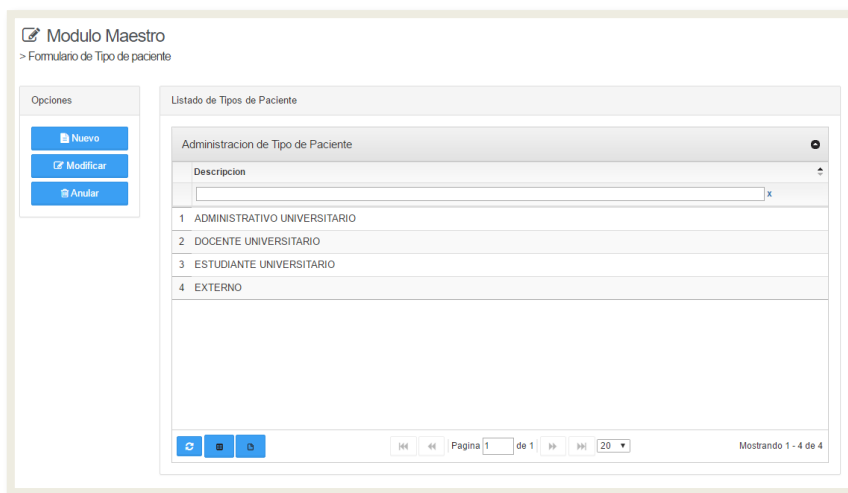 Modulo Maestro
> Formulario de Tipo de paciente
Opciones
Nuevo
Modificar
Anular
Listado de Tipos de Paciente
Administracion de Tipo de Paciente
Descripcion
x
1 ADMINISTRATIVO UNIVERSITARIO
2 DOCENTE UNIVERSITARIO
3 ESTUDIANTE UNIVERSITARIO
4 EXTERNO
Pagina 1 de 1 20 Mostrando 1 - 4 de 4